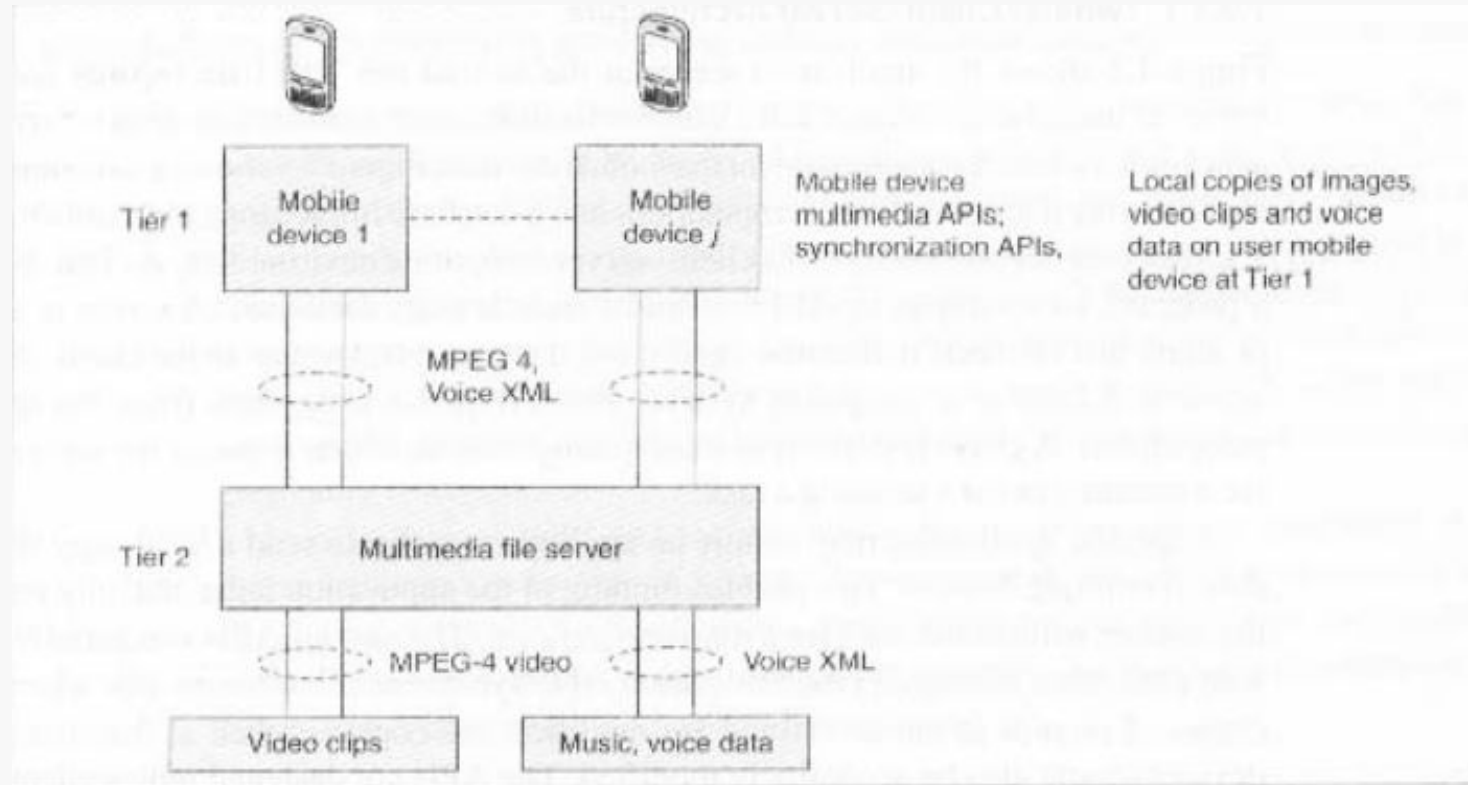 Mobile
device 1
Mobile
device j
Mobile device
multimedia APIs;
synchronization APIs,
Local copies of images,
video clips and voice
data on user mobile
device at Tier 1
Tier 1
MPEG 4,
Voice XML
Tier 2
Multimedia file server
MPEG-4 video
Voice XML
Video clips
Music, voice data